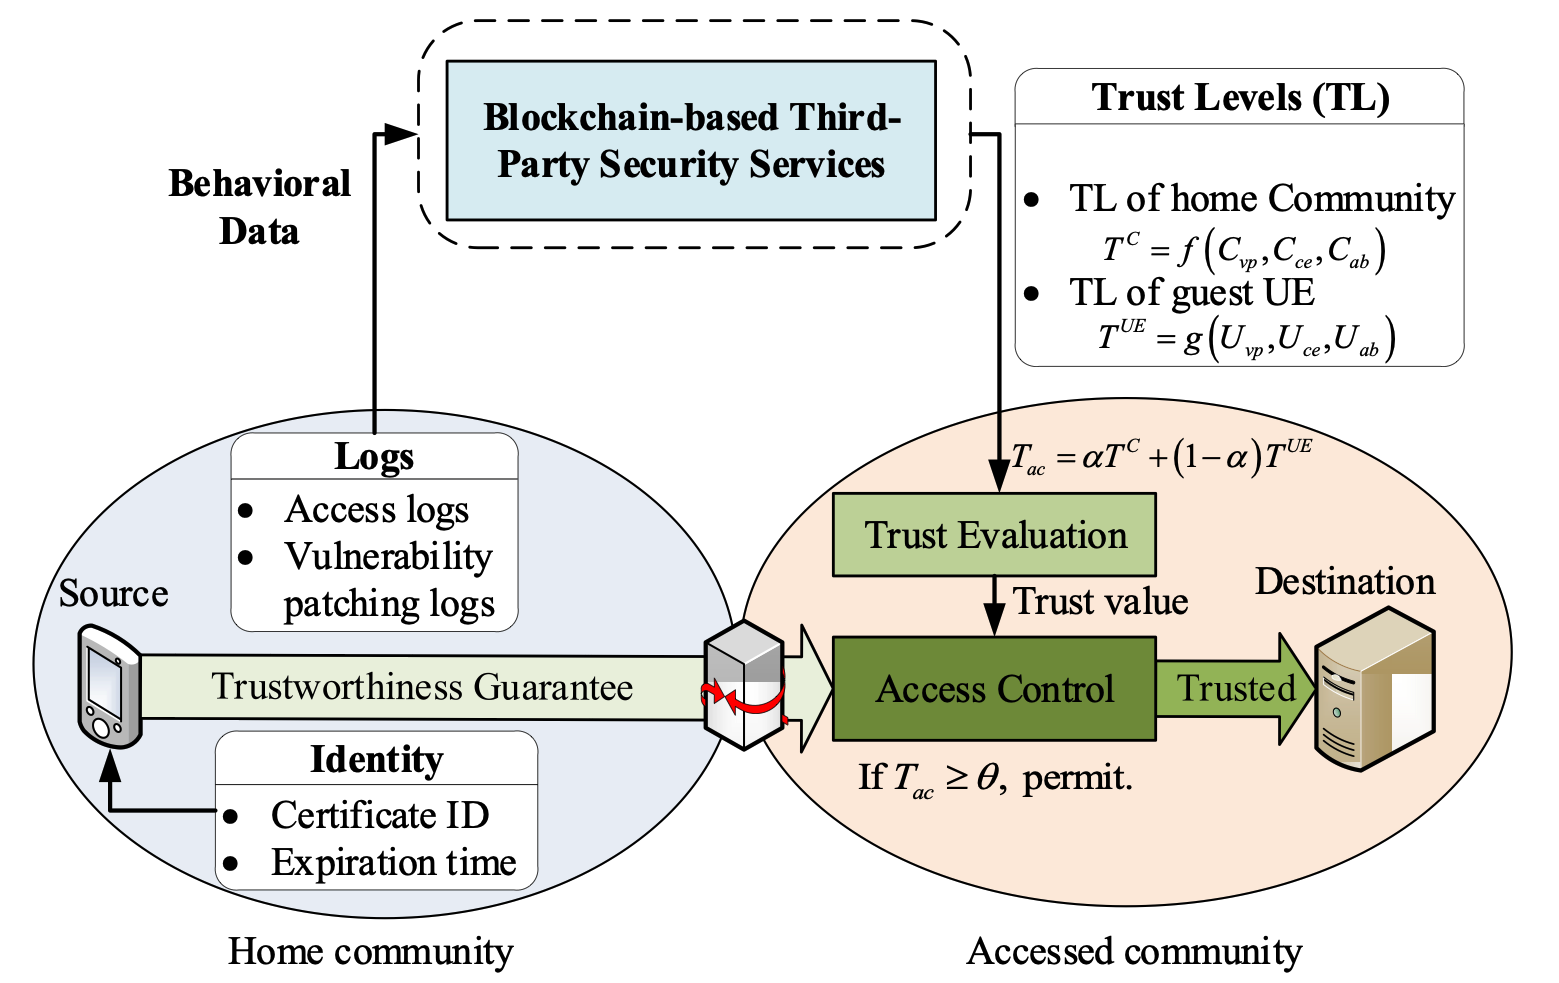 Blockchain-based Third-
Party Security Services
Behavioral
Data
Trust Levels (TL)
• TL of home Community
T^C = f(C_vp, C_ce, C_ab)
• TL of guest UE
T^UE = g(U_vp, U_ce, U_ab)
Logs
• Access logs
• Vulnerability
patching logs
Source
Trustworthiness Guarantee
Identity
• Certificate ID
• Expiration time
Home community
T_ac = αT^C + (1−α)T^UE
Trust Evaluation
Trust value
Destination
Access Control
Trusted
If T_ac ≥ θ, permit.
Accessed community